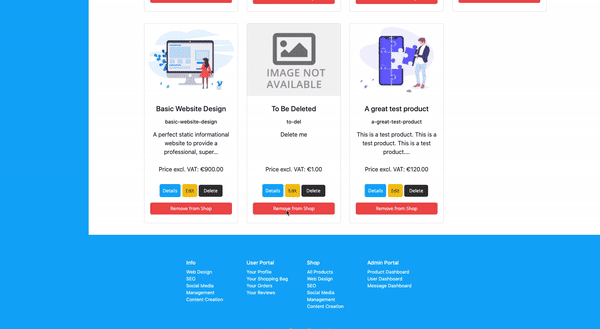 IMAGE NOT
AVAILABLE
Basic Website Design
basic-website-design
A perfect static informational
website to provide a
professional, super...
Price excl. VAT: €900.00
Details Edit Delete
Remove from Shop
To Be Deleted
to-del
Delete me
Price excl. VAT: €1.00
Details Edit Delete
Remove from Shop
A great test product
a-great-test-product
This is a test product. This is a
test product. This is a test
product....
Price excl. VAT: €120.00
Details Edit Delete
Remove from Shop
Info
Web Design
SEO
Social Media
Management
Content Creation
User Portal
Your Profile
Your Shopping Bag
Your Orders
Your Reviews
Shop
All Products
Web Design
SEO
Social Media
Management
Content Creation
Admin Portal
Product Dashboard
User Dashboard
Message Dashboard